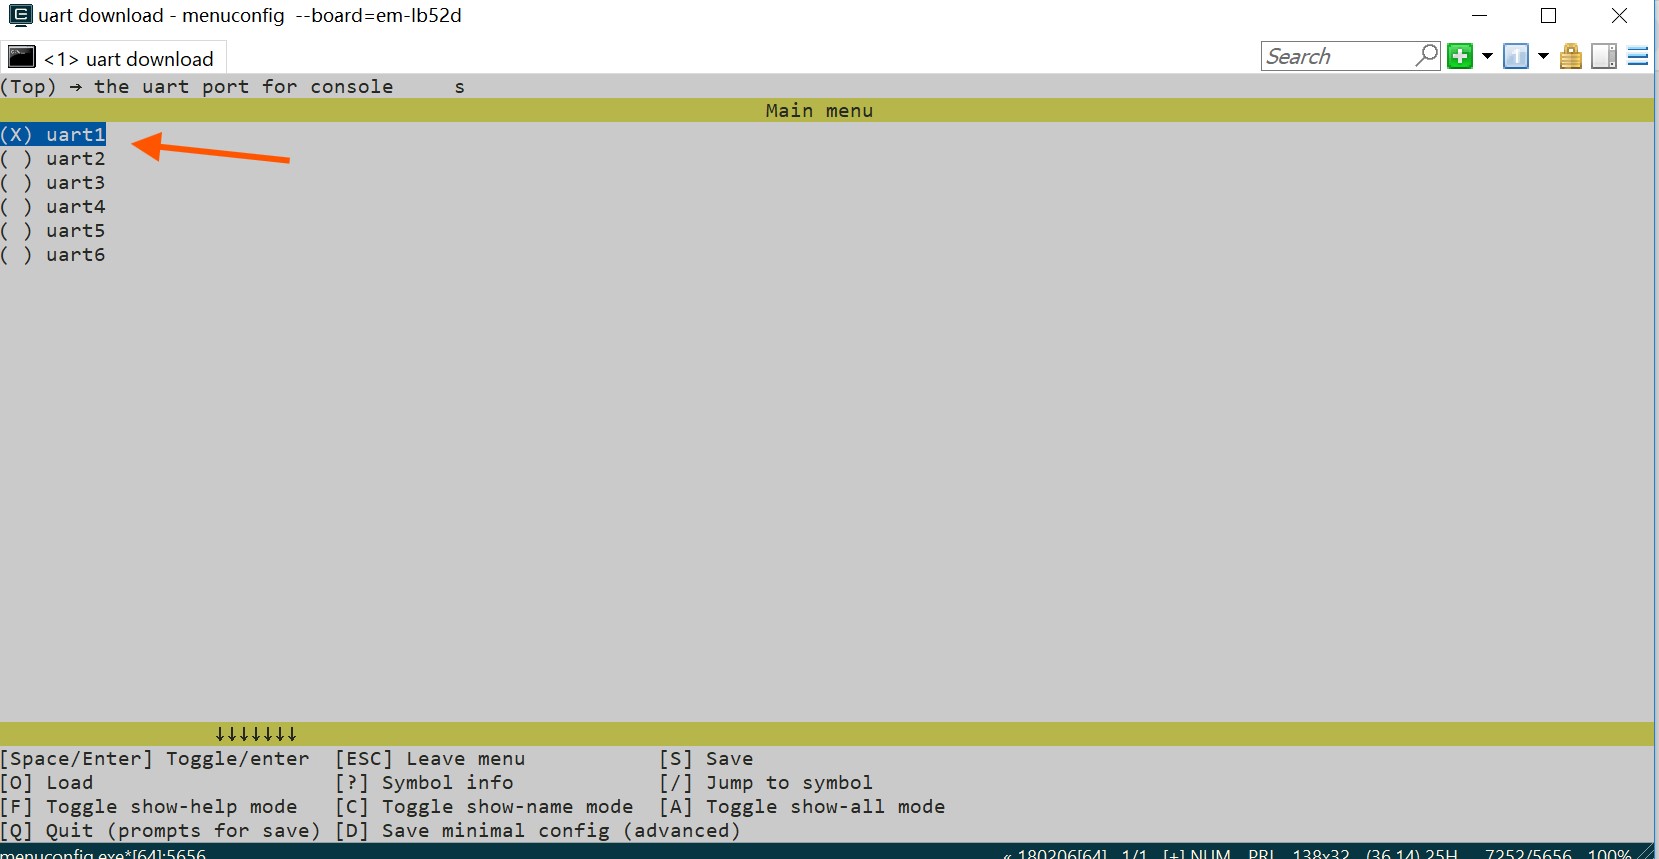 uart download - menuconfig --board=em-lb52d
<1> uart download
Search
1
(Top) → the uart port for console s
Main menu
(X) uart1
( ) uart2
( ) uart3
( ) uart4
( ) uart5
( ) uart6
↓↓↓↓↓↓↓
[Space/Enter] Toggle/enter [ESC] Leave menu [S] Save
[O] Load [?] Symbol info [/] Jump to symbol
[F] Toggle show-help mode [C] Toggle show-name mode [A] Toggle show-all mode
[Q] Quit (prompts for save) [D] Save minimal config (advanced)
menuconfig.exe*[64]:5656 « 180206[64] 1/1 [+] NUM PRI 138x32 (36,14) 25H 7252/5656 100%